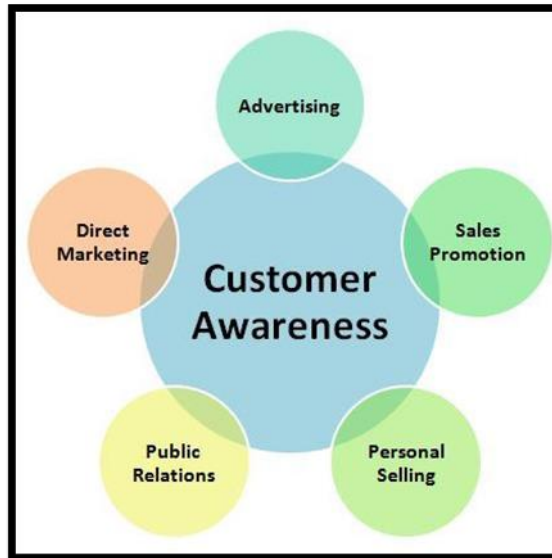 Advertising
Sales
Promotion
Personal
Selling
Public
Relations
Direct
Marketing
Customer
Awareness